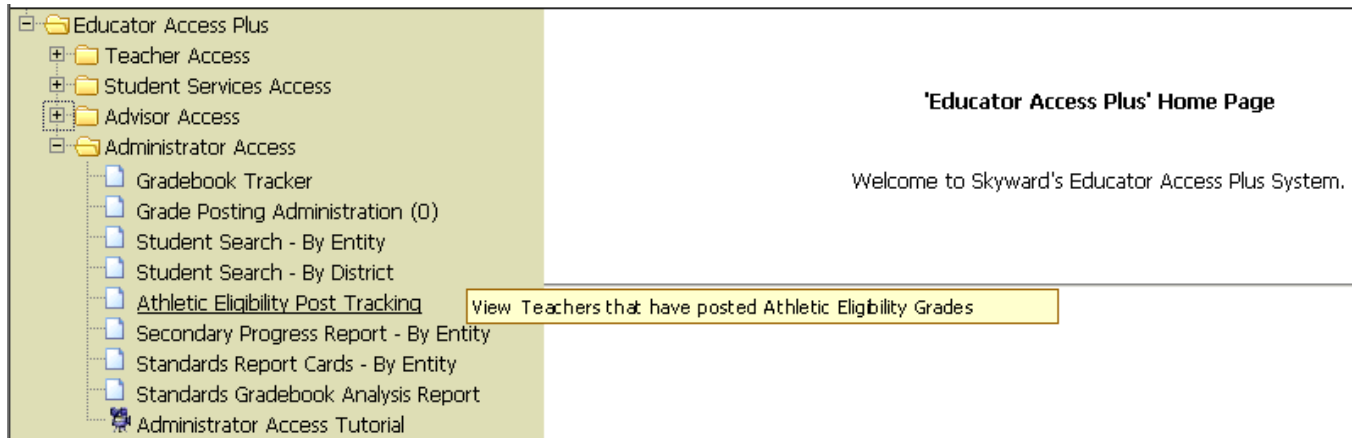 Educator Access Plus
Teacher Access
Student Services Access
Advisor Access
Administrator Access
Gradebook Tracker
Grade Posting Administration (0)
Student Search - By Entity
Student Search - By District
Athletic Eligibility Post Tracking
Secondary Progress Report - By Entity
Standards Report Cards - By Entity
Standards Gradebook Analysis Report
Administrator Access Tutorial
'Educator Access Plus' Home Page
Welcome to Skyward's Educator Access Plus System.
View Teachers that have posted Athletic Eligibility Grades